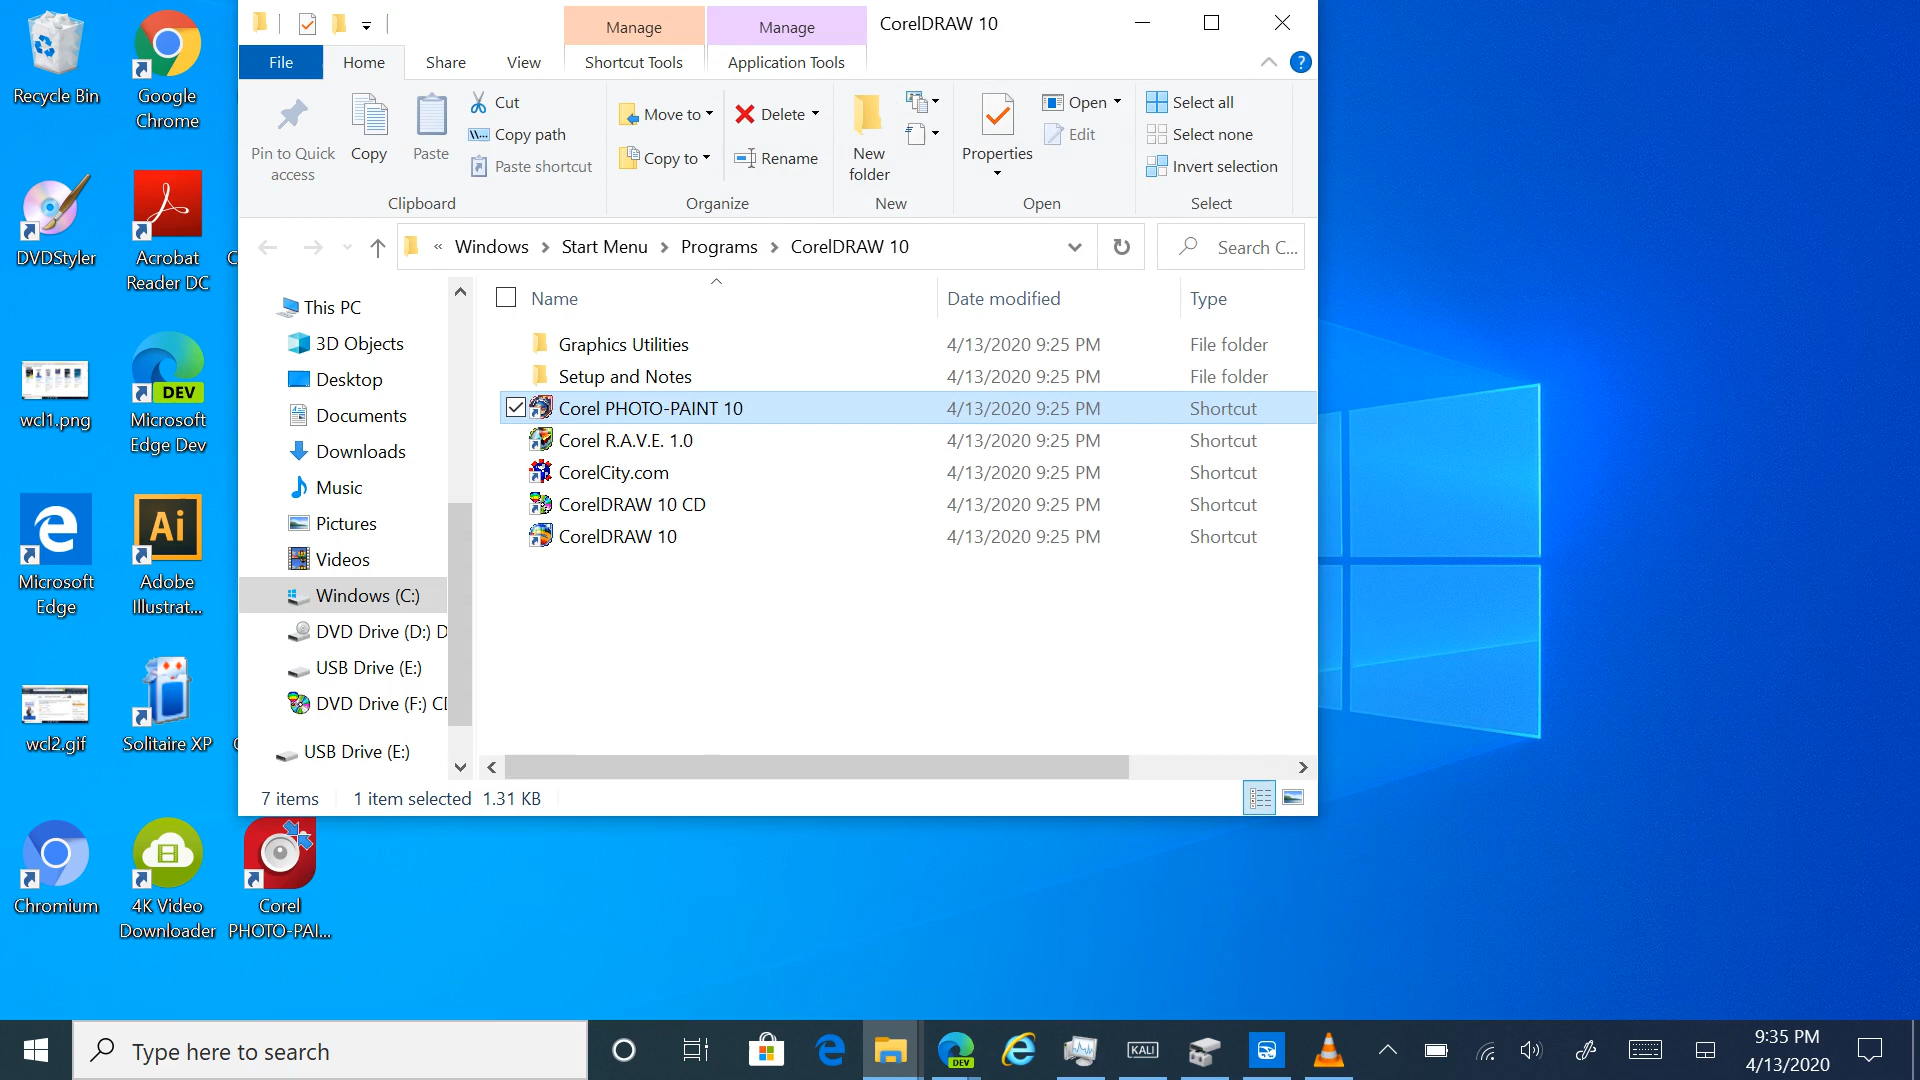 Manage
Manage
CorelDRAW 10
File
Home
Share
View
Shortcut Tools
Application Tools
?
Pin to Quick
access
Copy
Paste
Cut
Copy path
Paste shortcut
Clipboard
Move to
Copy to
Delete
Rename
Organize
New
folder
New
Properties
Open
Edit
Open
Select all
Select none
Invert selection
Select
« Windows > Start Menu > Programs > CorelDRAW 10
Search C...
This PC
3D Objects
Desktop
Documents
Downloads
Music
Pictures
Videos
Windows (C:)
DVD Drive (D:) D
USB Drive (E:)
DVD Drive (F:) C
USB Drive (E:)
Name Date modified Type
Graphics Utilities 4/13/2020 9:25 PM File folder
Setup and Notes 4/13/2020 9:25 PM File folder
Corel PHOTO-PAINT 10 4/13/2020 9:25 PM Shortcut
Corel R.A.V.E. 1.0 4/13/2020 9:25 PM Shortcut
CorelCity.com 4/13/2020 9:25 PM Shortcut
CorelDRAW 10 CD 4/13/2020 9:25 PM Shortcut
CorelDRAW 10 4/13/2020 9:25 PM Shortcut
7 items 1 item selected 1.31 KB
Recycle Bin
Google
Chrome
DVDStyler
Acrobat
Reader DC
C
wcl1.png
DEV
Microsoft
Edge Dev
Microsoft
Edge
Ai
Adobe
Illustrat...
wcl2.gif
Solitaire XP
Chromium
4K Video
Downloader
Corel
PHOTO-PAI...
Type here to search
DEV
KALI
9:35 PM
4/13/2020